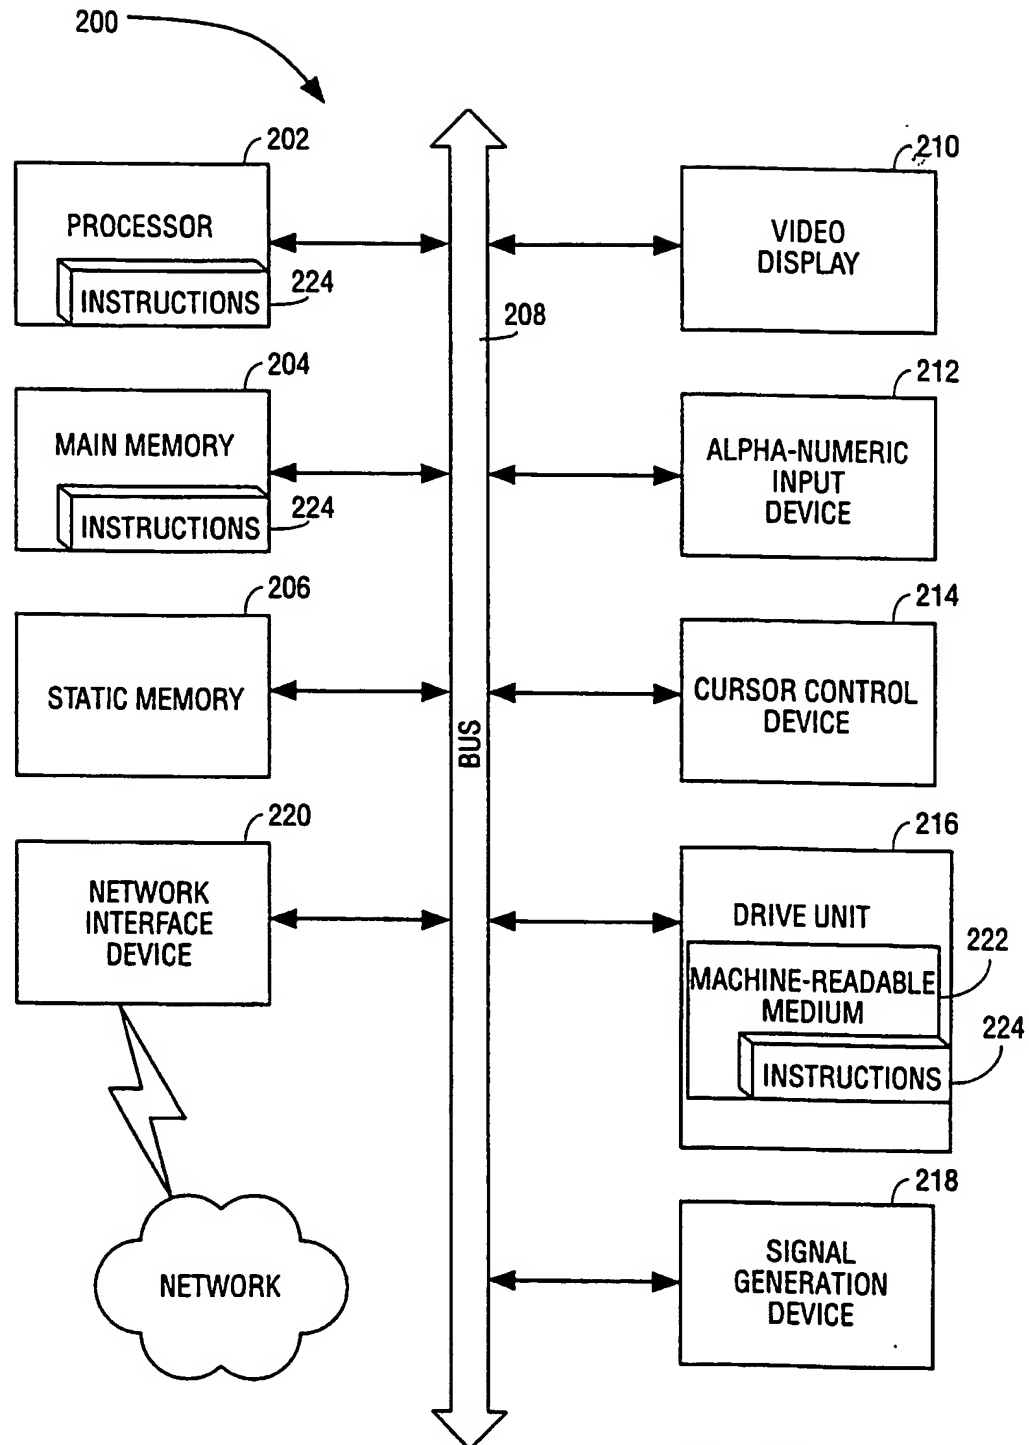 200
202
PROCESSOR
INSTRUCTIONS
224
204
MAIN MEMORY
INSTRUCTIONS
224
206
STATIC MEMORY
220
NETWORK
INTERFACE
DEVICE
NETWORK
208
BUS
210
VIDEO
DISPLAY
212
ALPHA-NUMERIC
INPUT
DEVICE
214
CURSOR CONTROL
DEVICE
216
DRIVE UNIT
222
MACHINE-READABLE
MEDIUM
224
INSTRUCTIONS
218
SIGNAL
GENERATION
DEVICE